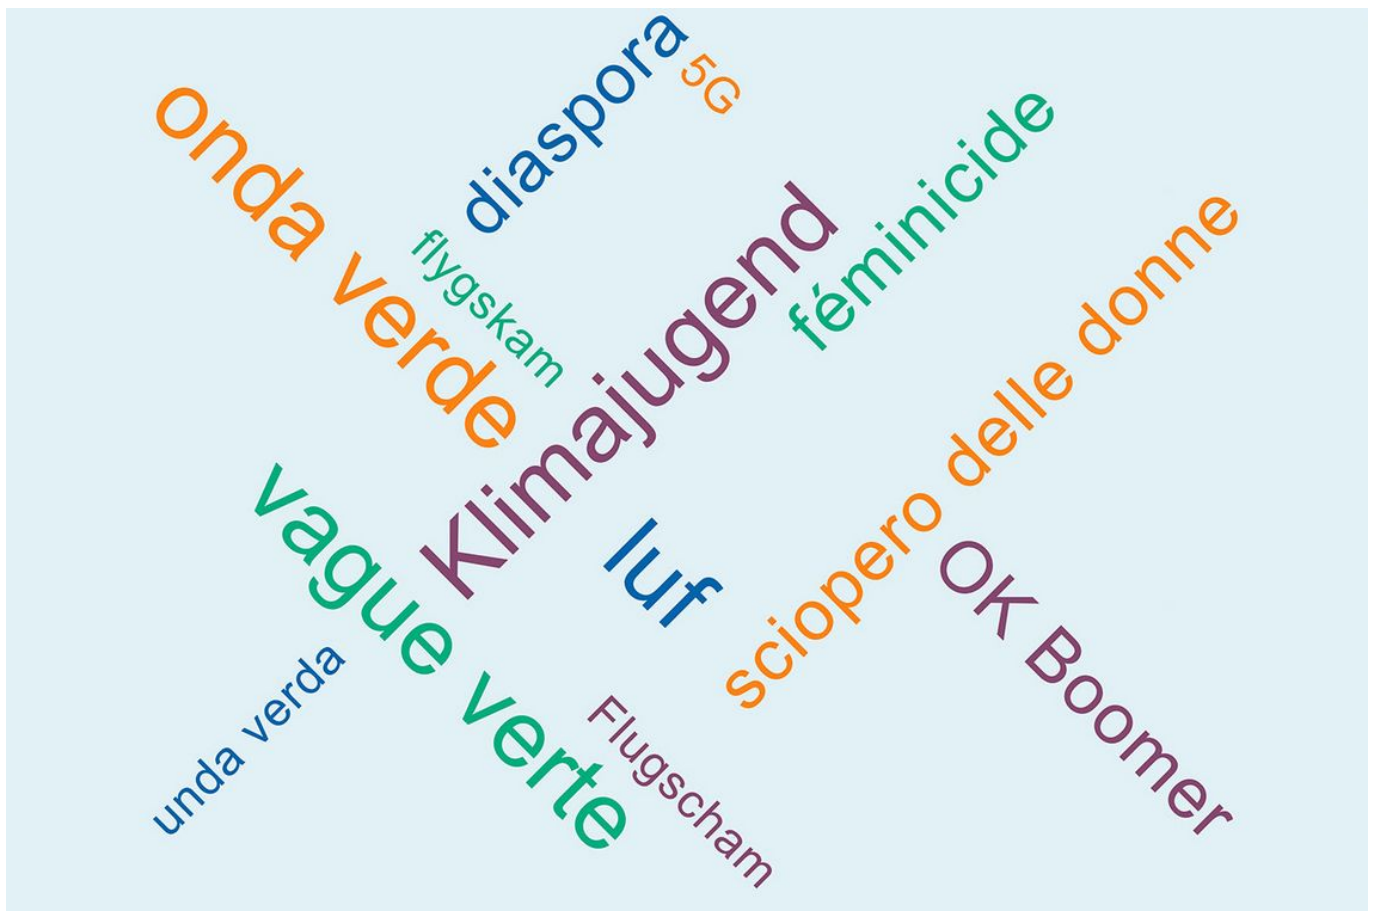 diaspora
5G
onda verde
féminicide
flygskam
Klimajugend
sciopero delle donne
vague verte
luf
OK Boomer
unda verda
Flugscham